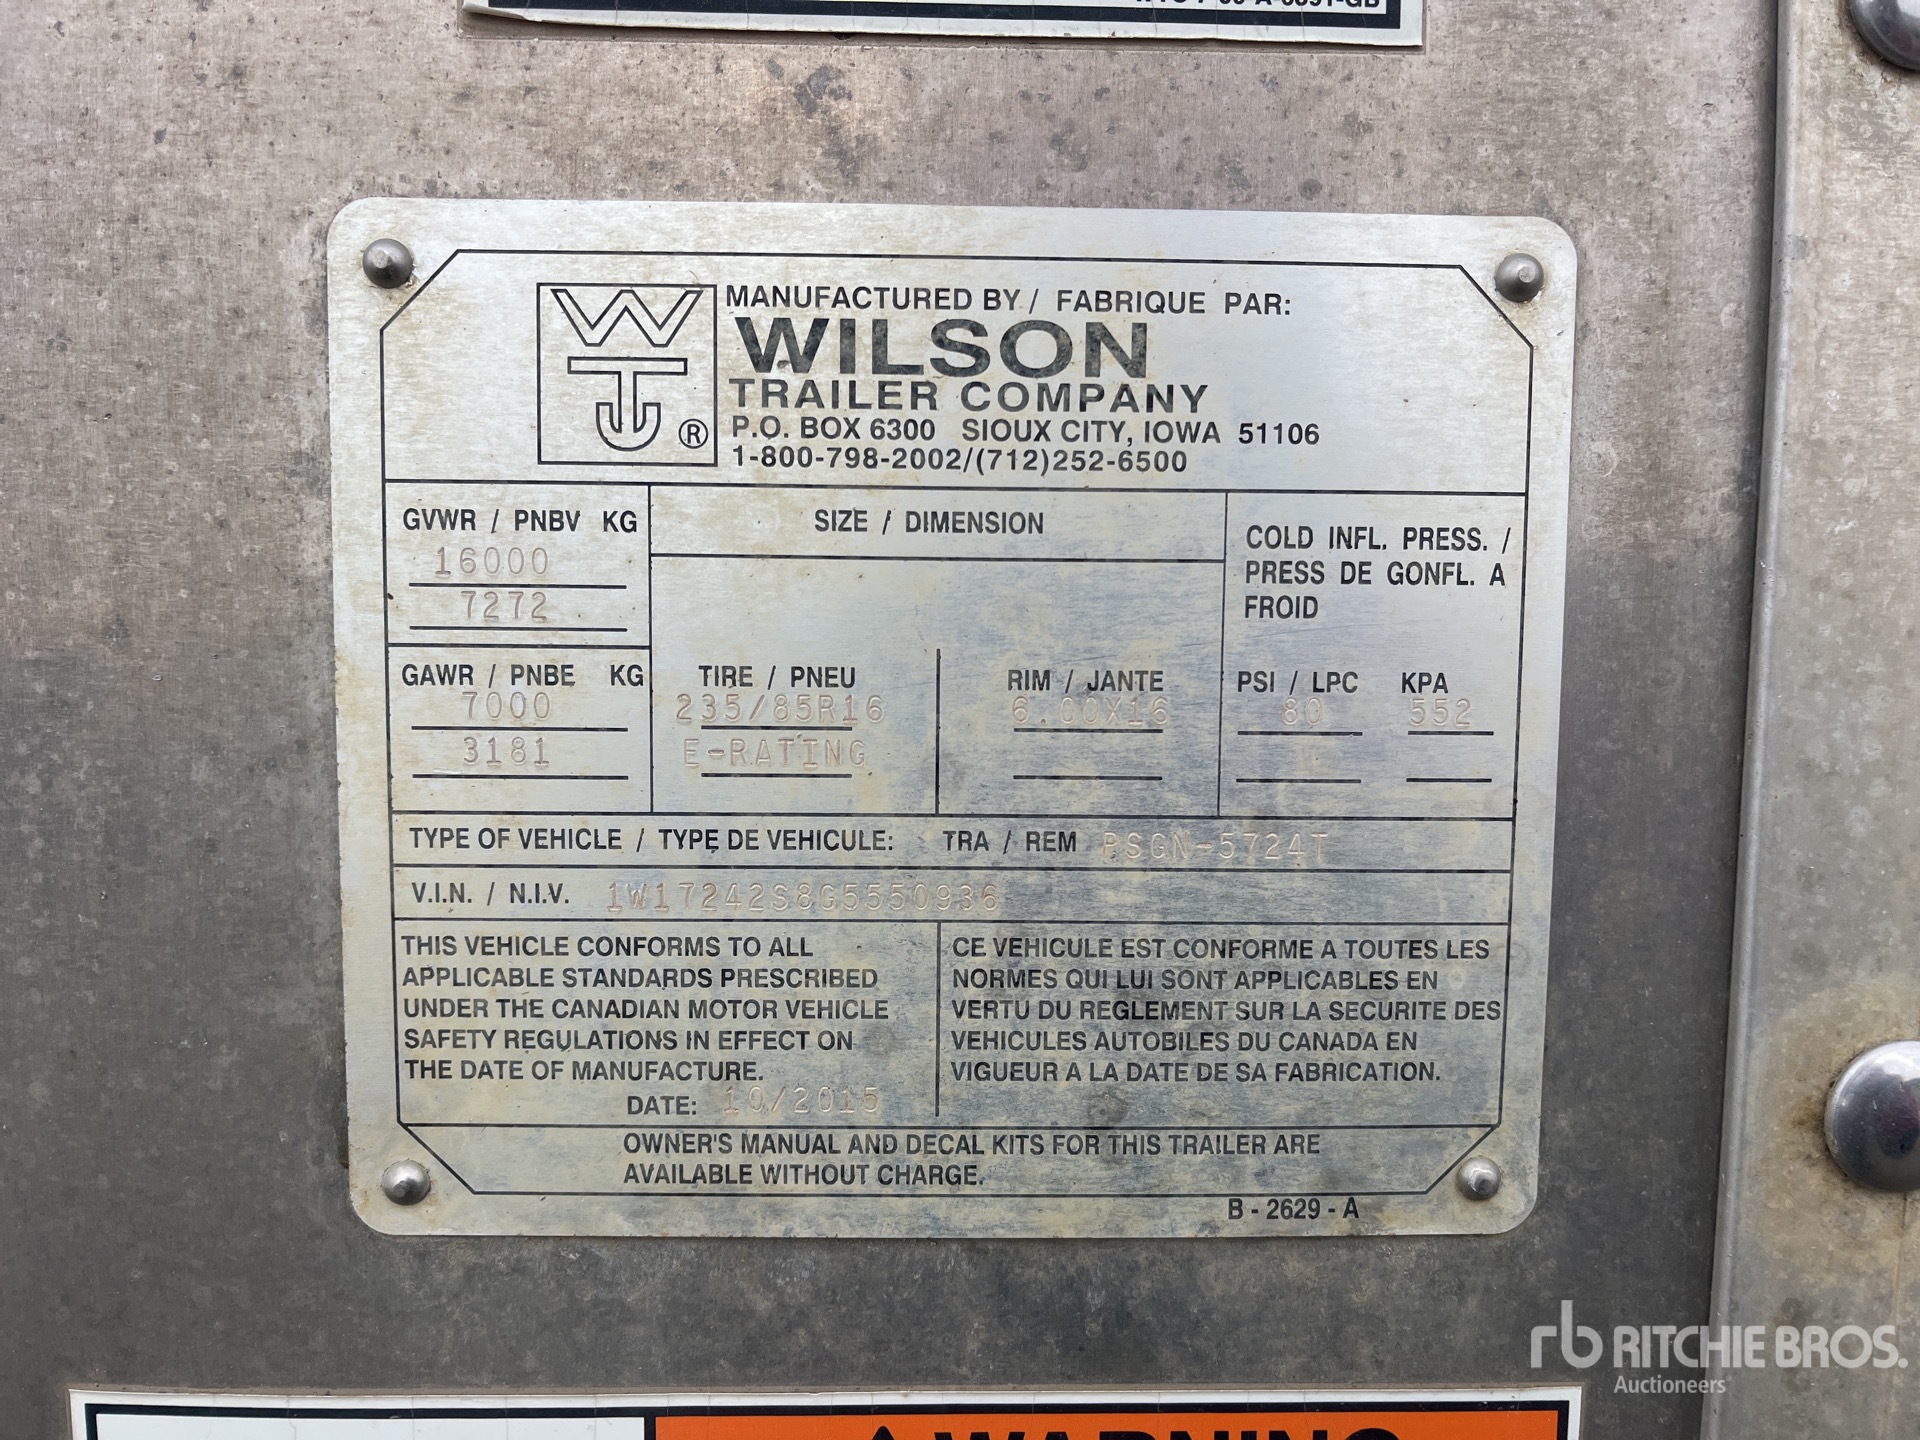 MANUFACTURED BY / FABRIQUE PAR:
WILSON
TRAILER COMPANY
P.O. BOX 6300 SIOUX CITY, IOWA 51106
1-800-798-2002/(712)252-6500
WTJ ®
GVWR / PNBV KG
16000
7272
SIZE / DIMENSION
COLD INFL. PRESS. /
PRESS DE GONFL. A
FROID
GAWR / PNBE KG
7000
3181
TIRE / PNEU
235/85R16
E-RATING
RIM / JANTE
6.00X16
PSI / LPC KPA
80 552
TYPE OF VEHICLE / TYPE DE VEHICULE: TRA / REM PSGN-5724T
V.I.N. / N.I.V. 1W17242S8G5550936
THIS VEHICLE CONFORMS TO ALL
APPLICABLE STANDARDS PRESCRIBED
UNDER THE CANADIAN MOTOR VEHICLE
SAFETY REGULATIONS IN EFFECT ON
THE DATE OF MANUFACTURE.
DATE: 10/2015
CE VEHICULE EST CONFORME A TOUTES LES
NORMES QUI LUI SONT APPLICABLES EN
VERTU DU REGLEMENT SUR LA SECURITE DES
VEHICULES AUTOBILES DU CANADA EN
VIGUEUR A LA DATE DE SA FABRICATION.
OWNER'S MANUAL AND DECAL KITS FOR THIS TRAILER ARE
AVAILABLE WITHOUT CHARGE.
B - 2629 - A
WARNING
rb RITCHIE BROS.
Auctioneers